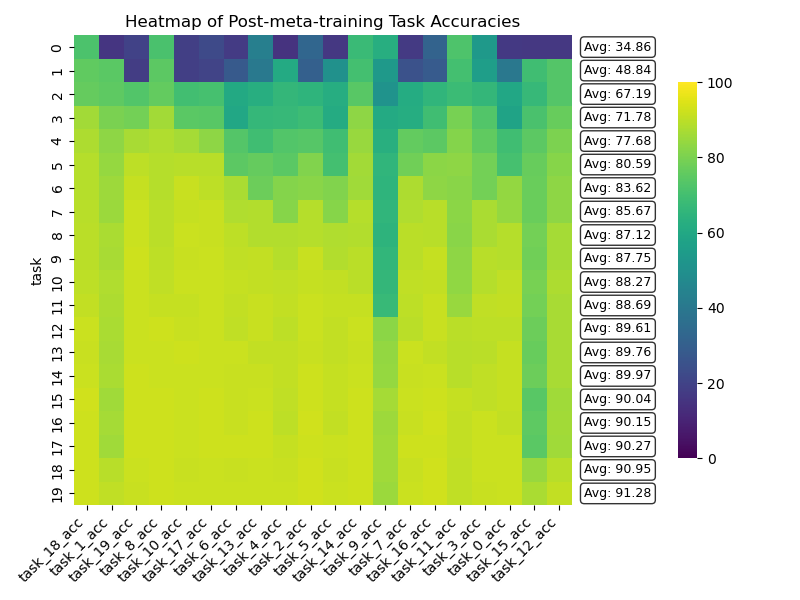 Heatmap of Post-meta-training Task Accuracies
task
0
1
2
3
4
5
6
7
8
9
10
11
12
13
14
15
16
17
18
19
Avg: 34.86
Avg: 48.84
Avg: 67.19
Avg: 71.78
Avg: 77.68
Avg: 80.59
Avg: 83.62
Avg: 85.67
Avg: 87.12
Avg: 87.75
Avg: 88.27
Avg: 88.69
Avg: 89.61
Avg: 89.76
Avg: 89.97
Avg: 90.04
Avg: 90.15
Avg: 90.27
Avg: 90.95
Avg: 91.28
100
80
60
40
20
0
task_18_acc
task_1_acc
task_19_acc
task_8_acc
task_10_acc
task_17_acc
task_6_acc
task_13_acc
task_4_acc
task_2_acc
task_5_acc
task_14_acc
task_9_acc
task_7_acc
task_16_acc
task_11_acc
task_3_acc
task_0_acc
task_15_acc
task_12_acc